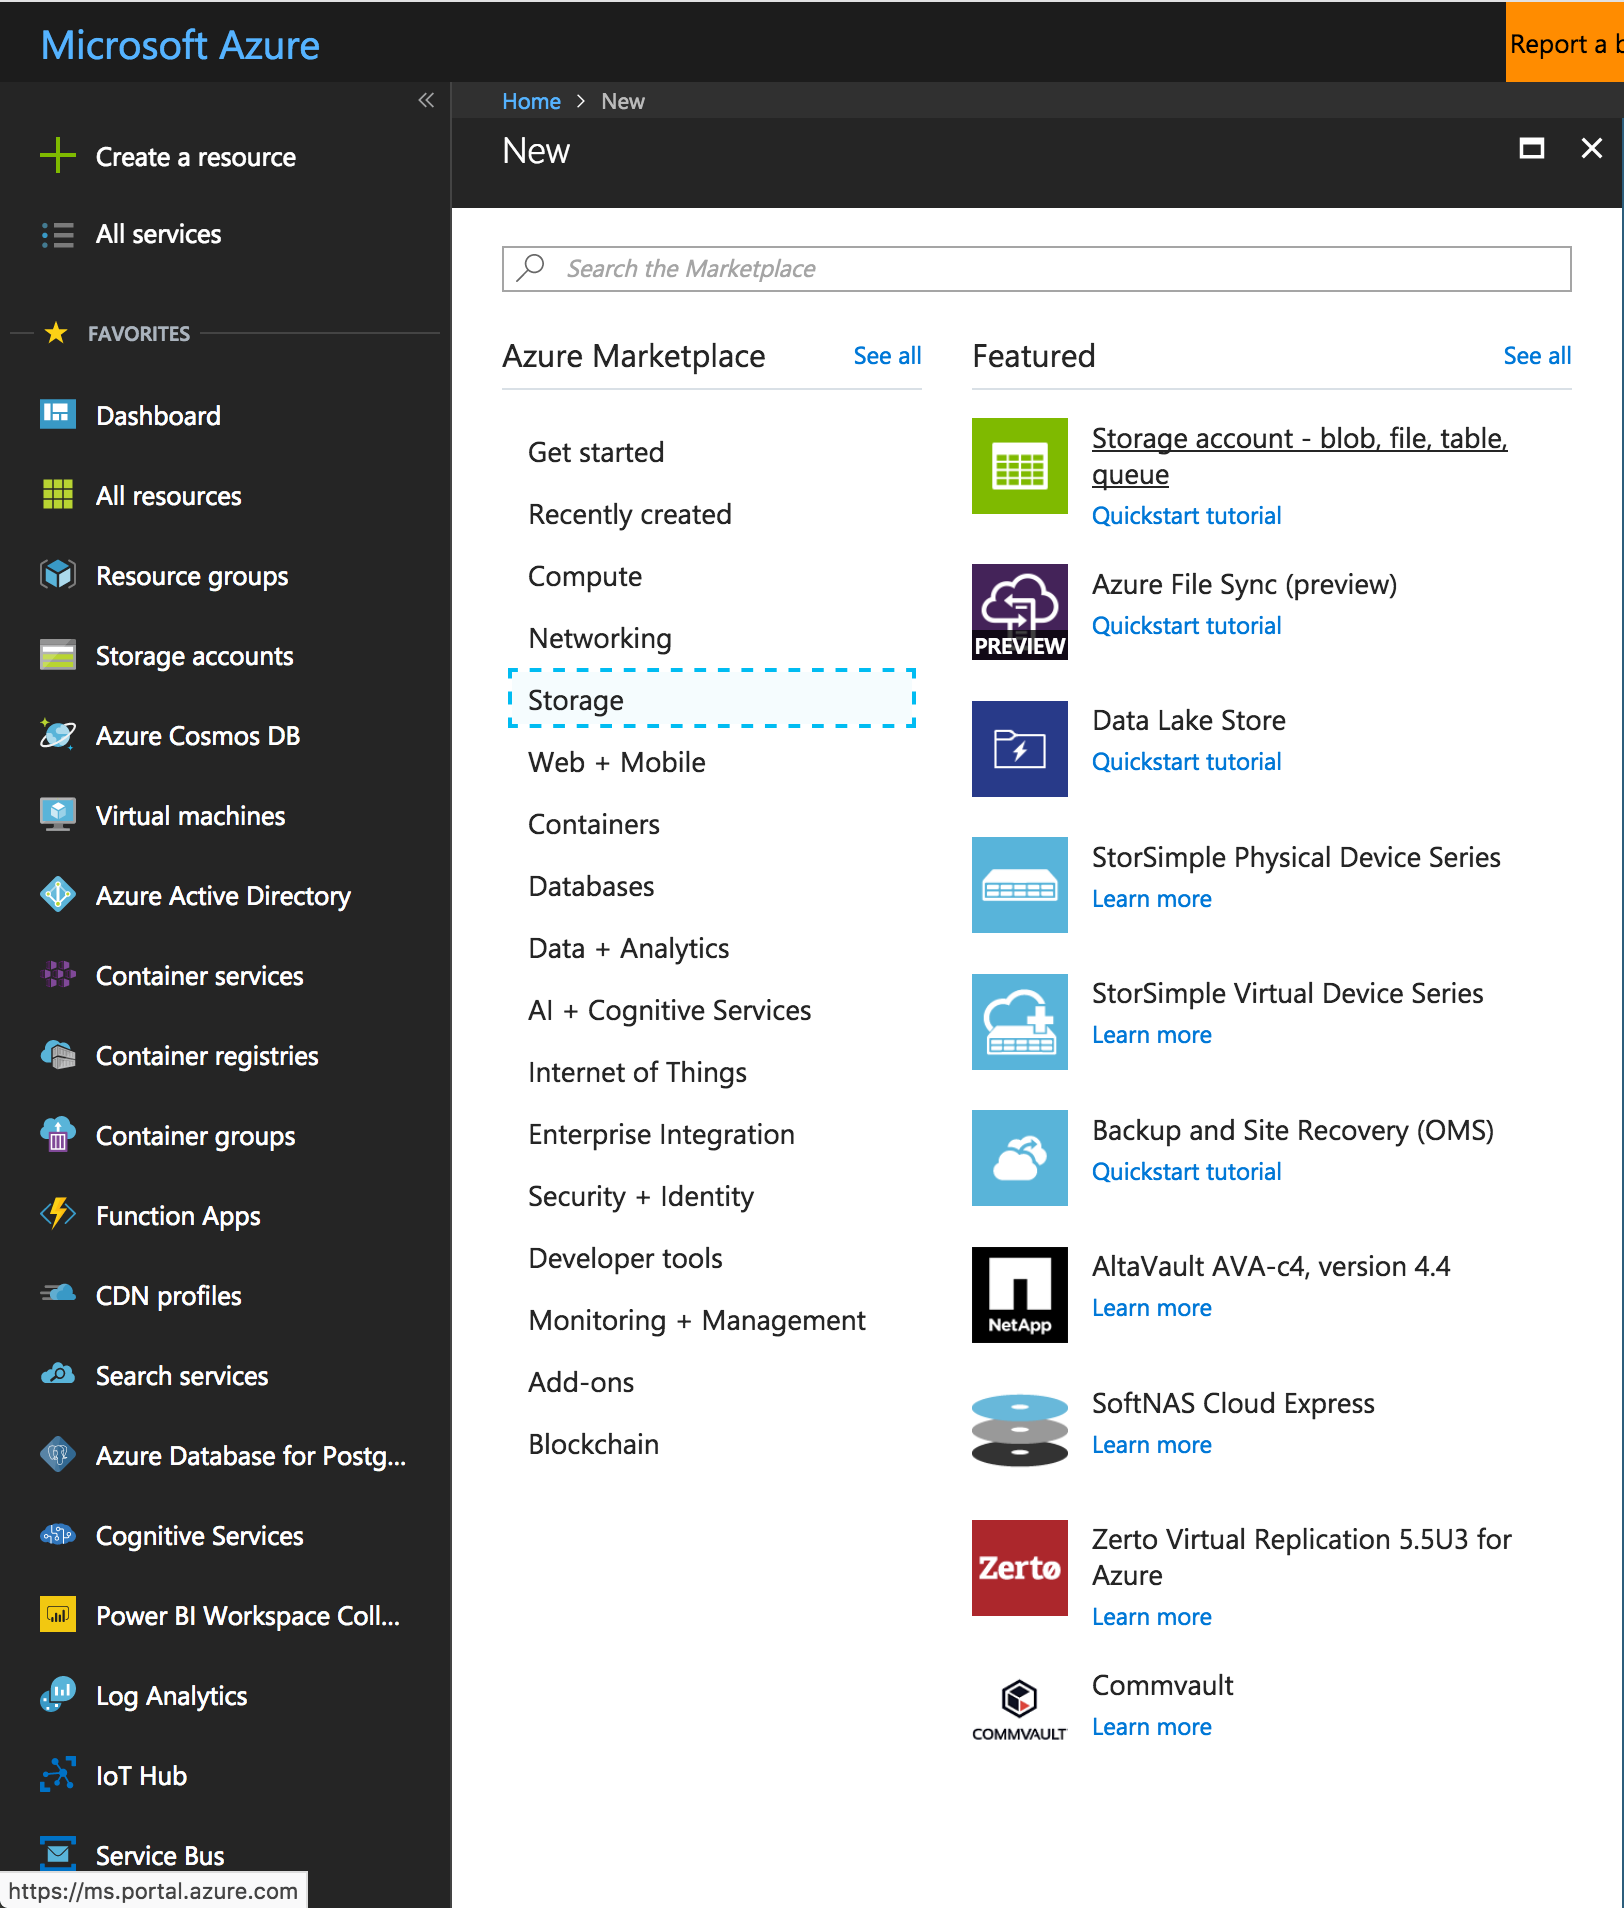 Microsoft Azure
Report a b
Create a resource
All services
FAVORITES
Dashboard
All resources
Resource groups
Storage accounts
Azure Cosmos DB
Virtual machines
Azure Active Directory
Container services
Container registries
Container groups
Function Apps
CDN profiles
Search services
Azure Database for Postg...
Cognitive Services
Power BI Workspace Coll...
Log Analytics
IoT Hub
Service Bus
https://ms.portal.azure.com
Home > New
New
Search the Marketplace
Azure Marketplace
See all
Get started
Recently created
Compute
Networking
Storage
Web + Mobile
Containers
Databases
Data + Analytics
AI + Cognitive Services
Internet of Things
Enterprise Integration
Security + Identity
Developer tools
Monitoring + Management
Add-ons
Blockchain
Featured
See all
Storage account - blob, file, table,
queue
Quickstart tutorial
PREVIEW
Azure File Sync (preview)
Quickstart tutorial
Data Lake Store
Quickstart tutorial
StorSimple Physical Device Series
Learn more
StorSimple Virtual Device Series
Learn more
Backup and Site Recovery (OMS)
Quickstart tutorial
NetApp
AltaVault AVA-c4, version 4.4
Learn more
SoftNAS Cloud Express
Learn more
Zerto
Zerto Virtual Replication 5.5U3 for
Azure
Learn more
COMMVAULT
Commvault
Learn more